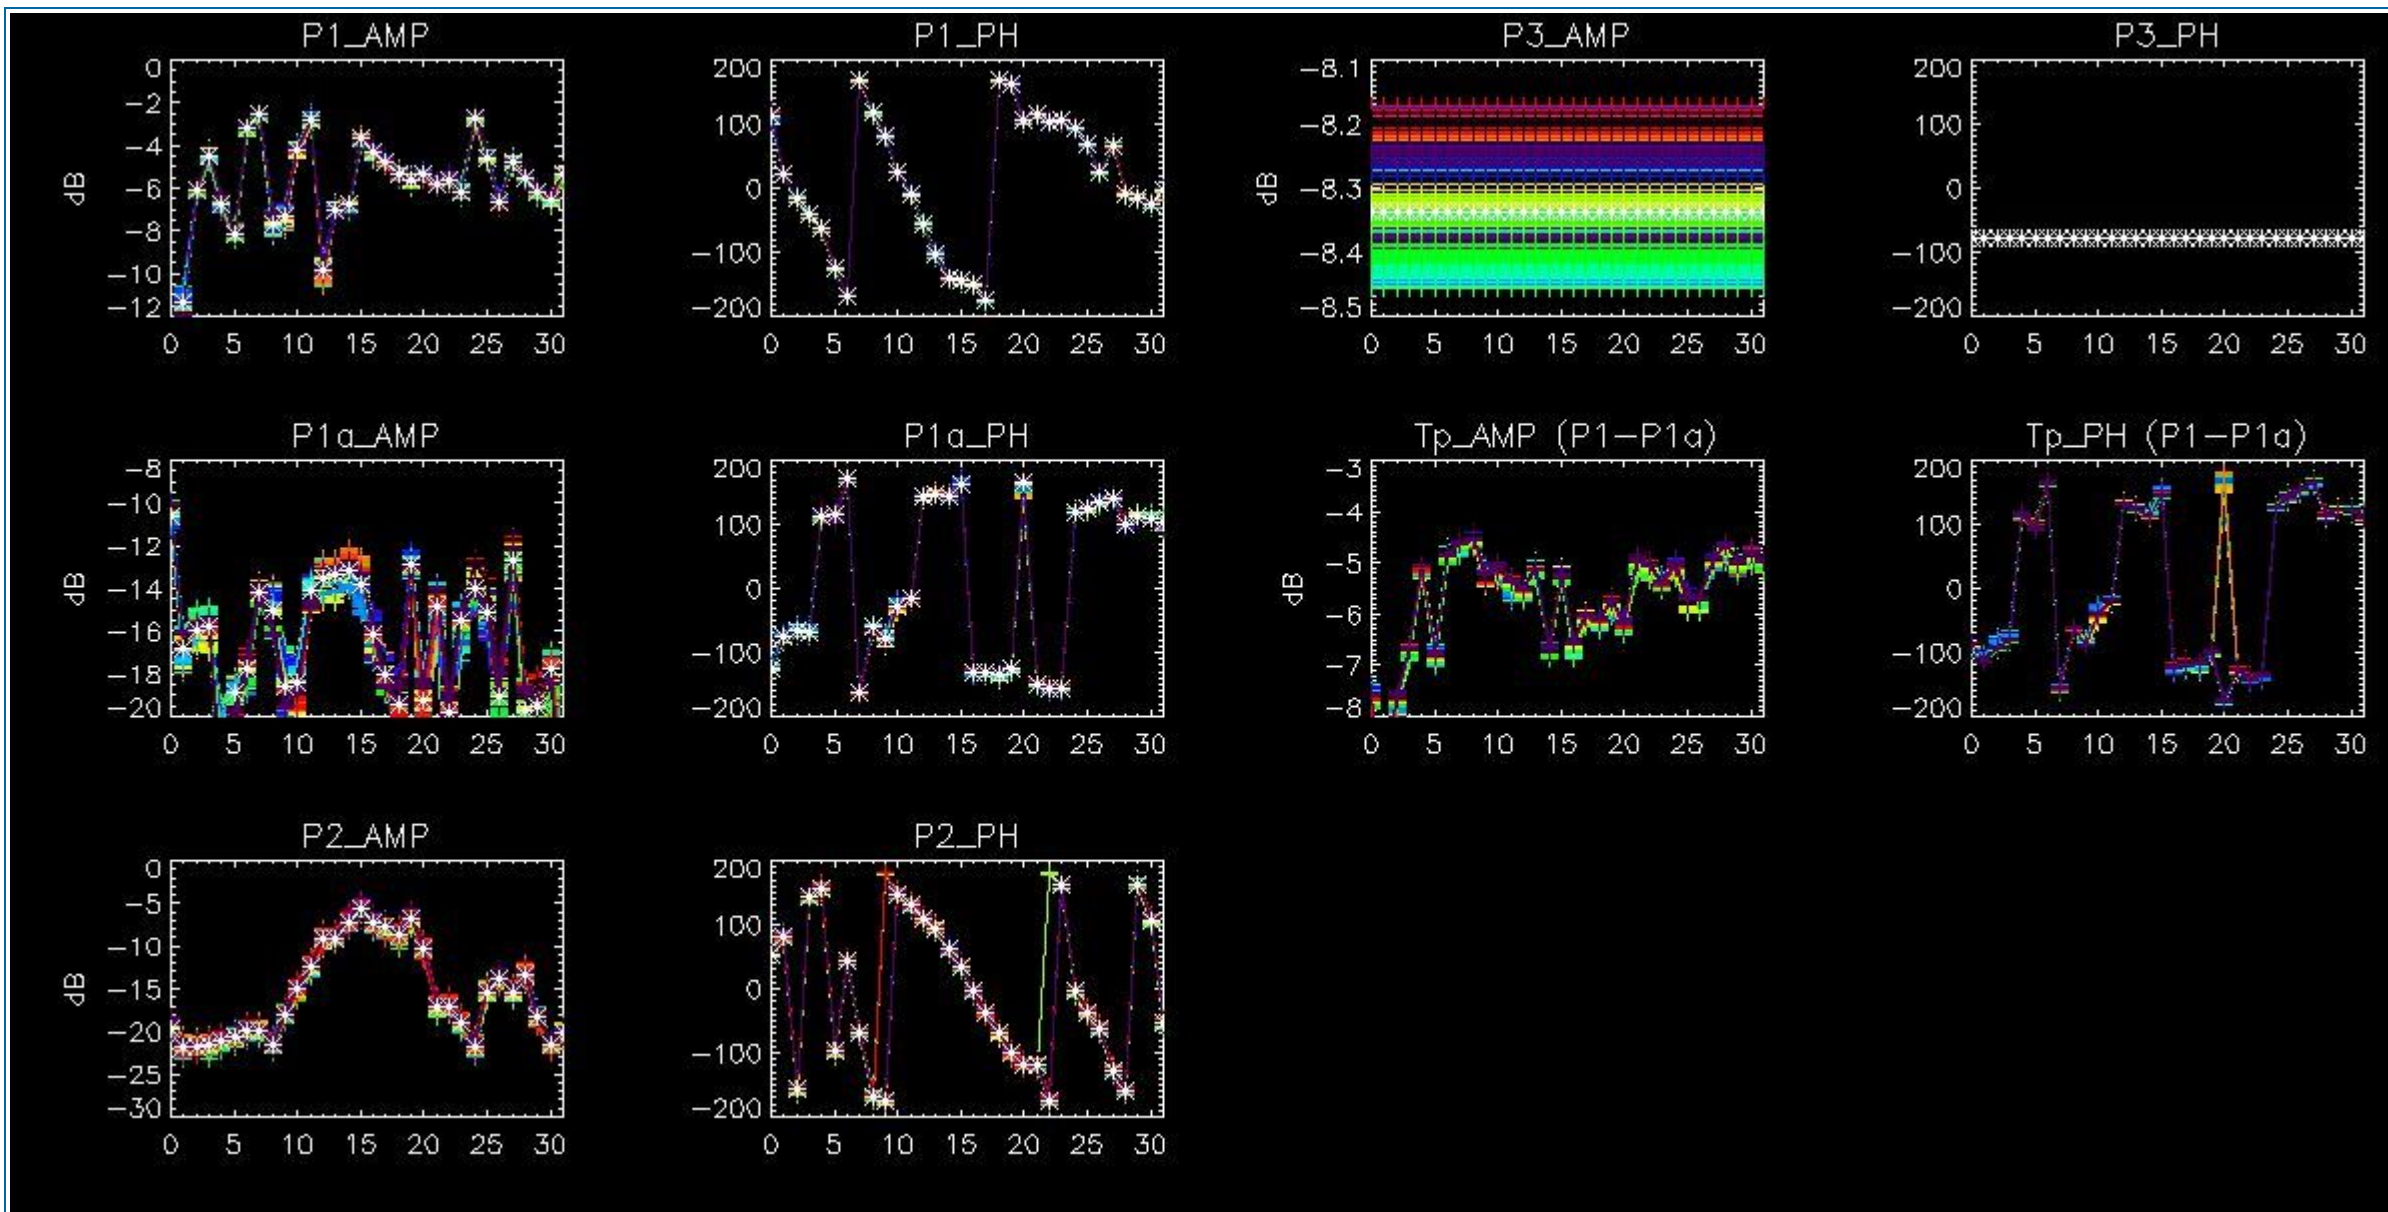 P1_AMP
0
−2
−4
−6
−8
−10
−12
dB
0 5 10 15 20 25 30
P1_PH
200
100
0
−100
−200
0 5 10 15 20 25 30
P3_AMP
−8.1
−8.2
−8.3
−8.4
−8.5
dB
0 5 10 15 20 25 30
P3_PH
200
100
0
−100
−200
0 5 10 15 20 25 30
P1a_AMP
−8
−10
−12
−14
−16
−18
−20
dB
0 5 10 15 20 25 30
P1a_PH
200
100
0
−100
−200
0 5 10 15 20 25 30
Tp_AMP (P1−P1a)
−3
−4
−5
−6
−7
−8
dB
0 5 10 15 20 25 30
Tp_PH (P1−P1a)
200
100
0
−100
−200
0 5 10 15 20 25 30
P2_AMP
0
−5
−10
−15
−20
−25
−30
dB
0 5 10 15 20 25 30
P2_PH
200
100
0
−100
−200
0 5 10 15 20 25 30